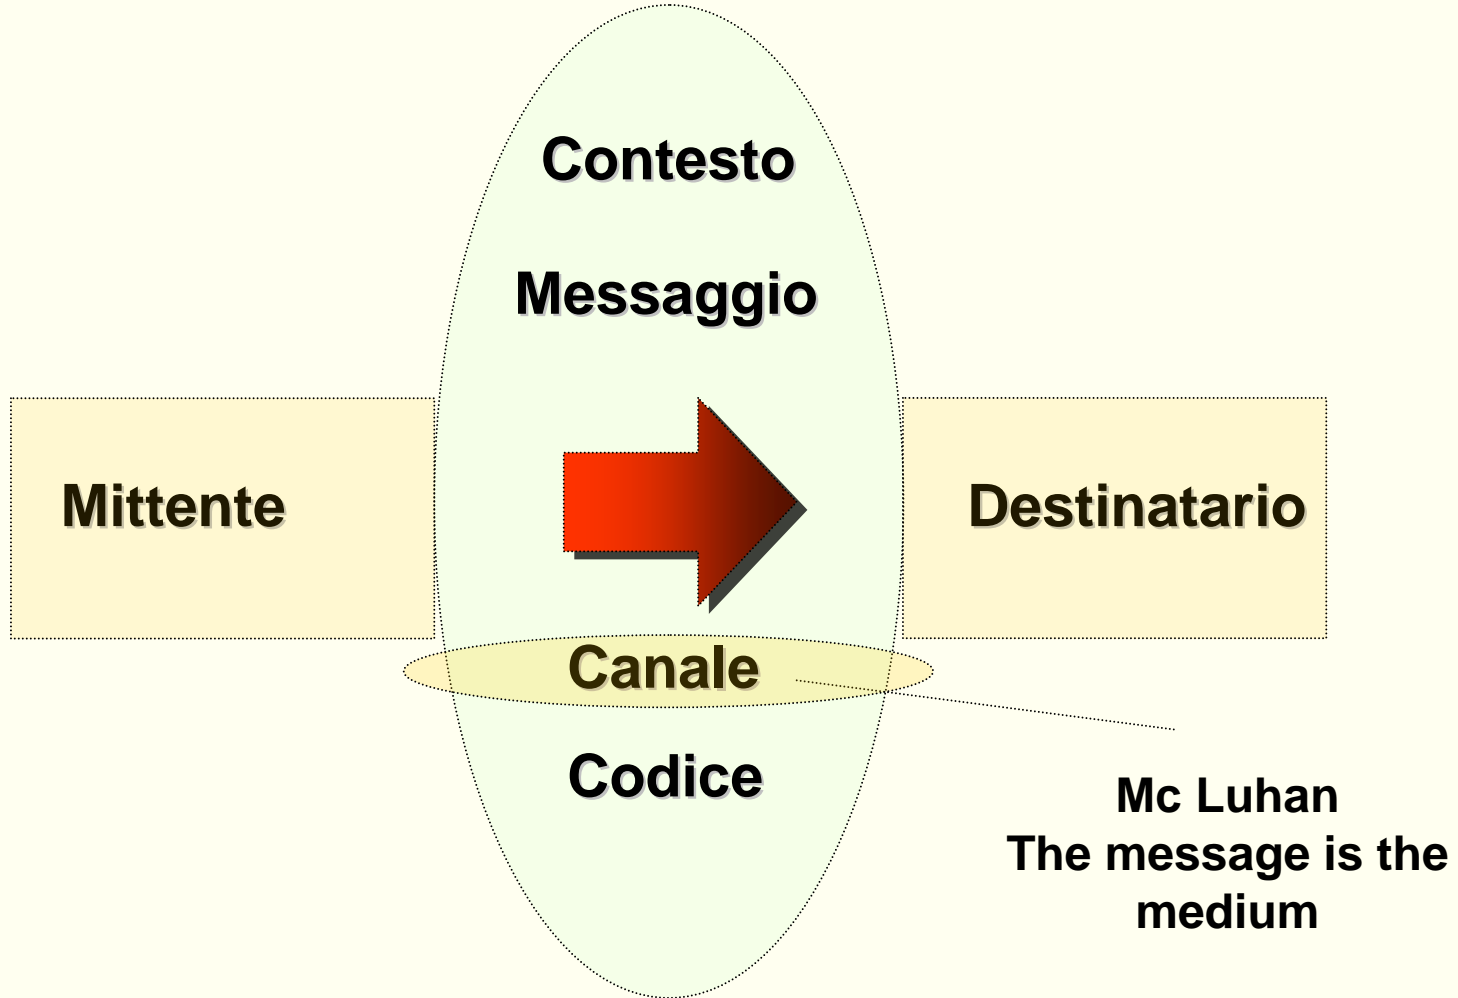 Contesto
Messaggio
Mittente
Destinatario
Canale
Codice
Mc Luhan
The message is the
medium